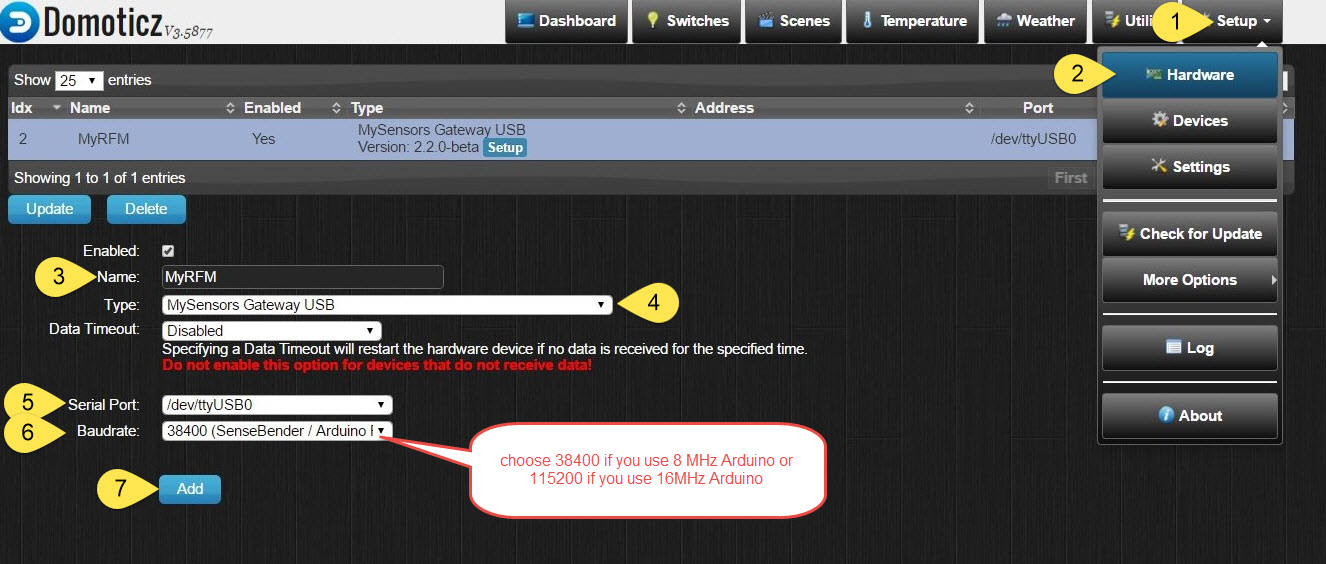 Domoticz V3.5877
Dashboard Switches Scenes Temperature Weather Utili 1 Setup
Show 25 entries
2 Hardware
Idx Name Enabled Type Address Port
2 MyRFM Yes MySensors Gateway USB /dev/ttyUSB0
Version: 2.2.0-beta Setup
Devices
Settings
Showing 1 to 1 of 1 entries First
Update Delete
Check for Update
Enabled:
3 Name: MyRFM
More Options
Type: MySensors Gateway USB 4
Data Timeout: Disabled
Specifying a Data Timeout will restart the hardware device if no data is received for the specified time.
Do not enable this option for devices that do not receive data!
Log
5 Serial Port: /dev/ttyUSB0
About
6 Baudrate: 38400 (SenseBender / Arduino
choose 38400 if you use 8 MHz Arduino or
115200 if you use 16MHz Arduino
7 Add